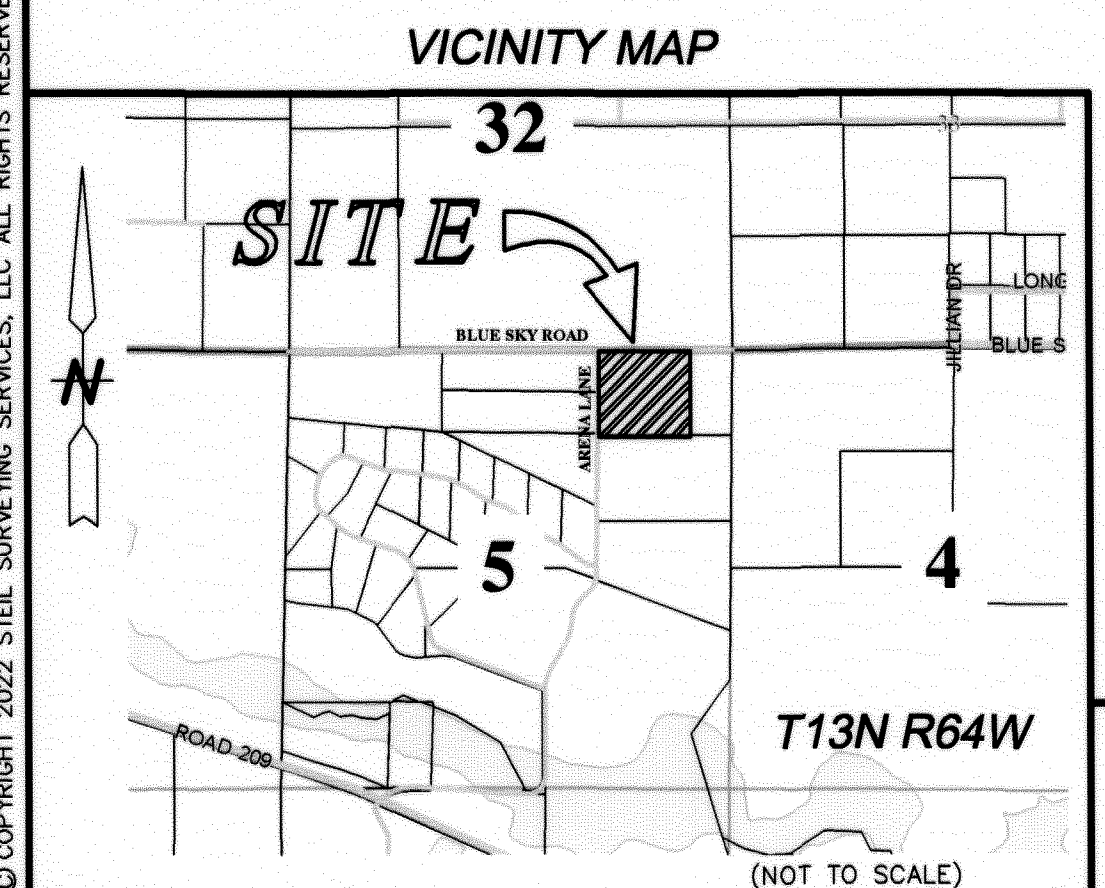 VICINITY MAP
32
33
SITE
BLUE SKY ROAD
ARENA LANE
JILLIAN DR
LONG
BLUE S
N
5
4
T13N R64W
ROAD 209
(NOT TO SCALE)
© COPYRIGHT 2022 STEIL SURVEYING SERVICES, LLC ALL RIGHTS RESERVE